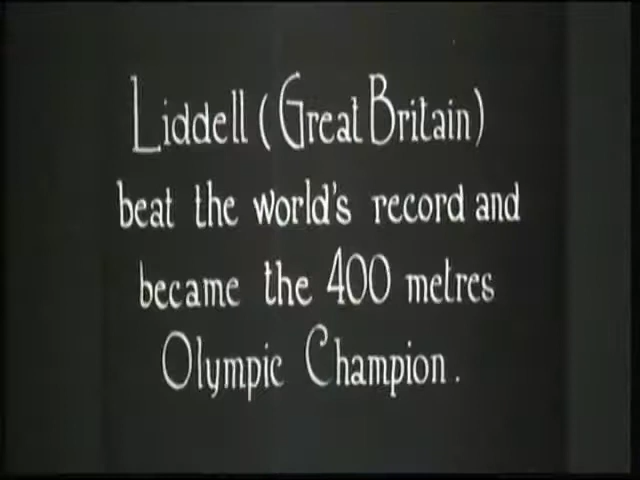 Liddell (Great Britain)
beat the world's record and
became the 400 metres
Olympic Champion.